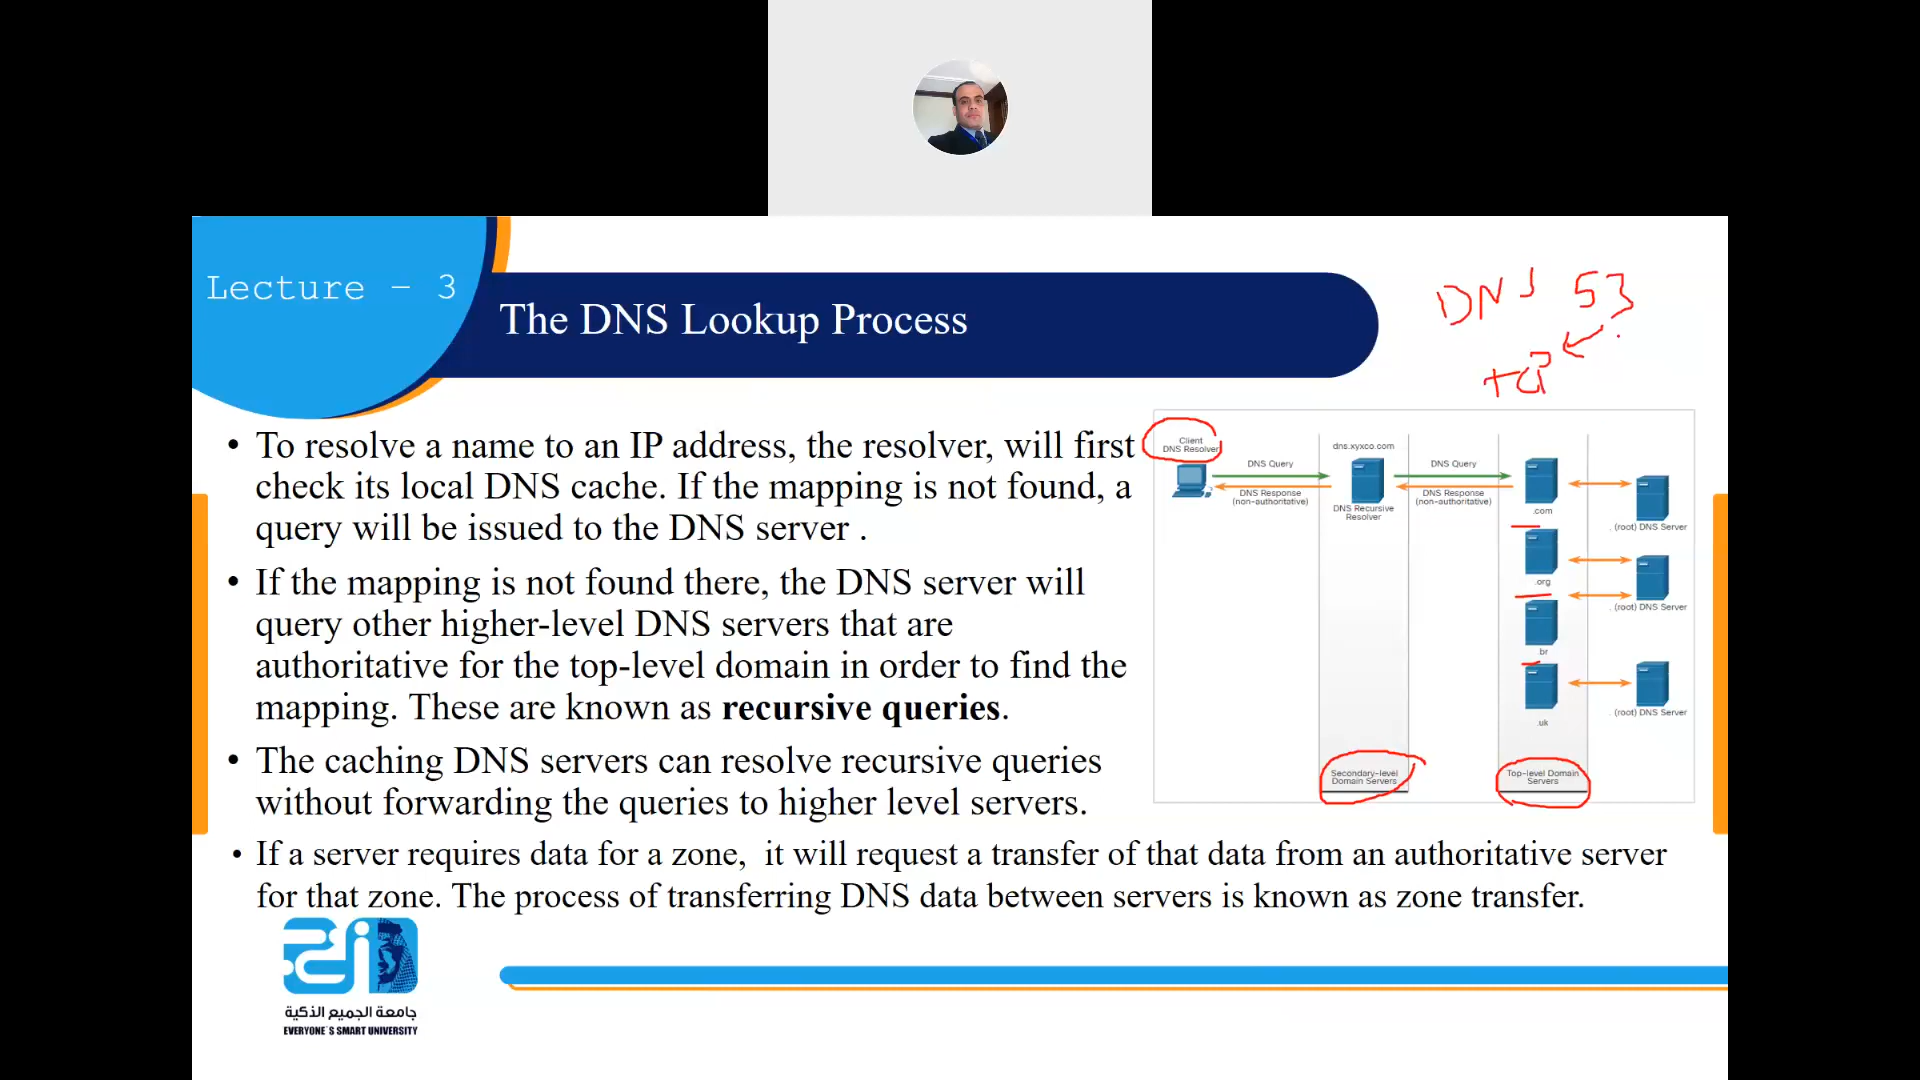 Lecture - 3
The DNS Lookup Process
DNS 53
TCP
• To resolve a name to an IP address, the resolver, will first
check its local DNS cache. If the mapping is not found, a
query will be issued to the DNS server .
• If the mapping is not found there, the DNS server will
query other higher-level DNS servers that are
authoritative for the top-level domain in order to find the
mapping. These are known as recursive queries.
• The caching DNS servers can resolve recursive queries
without forwarding the queries to higher level servers.
• If a server requires data for a zone,  it will request a transfer of that data from an authoritative server
for that zone. The process of transferring DNS data between servers is known as zone transfer.
Client
DNS Resolver
DNS Query
DNS Response
(non-authoritative)
dns.xyxco.com
DNS Recursive
Resolver
DNS Query
DNS Response
(non-authoritative)
.com
. (root) DNS Server
.org
. (root) DNS Server
.br
.uk
. (root) DNS Server
Secondary-level
Domain Servers
Top-level Domain
Servers
جامعة الجميع الذكية
EVERYONE`S SMART UNIVERSITY